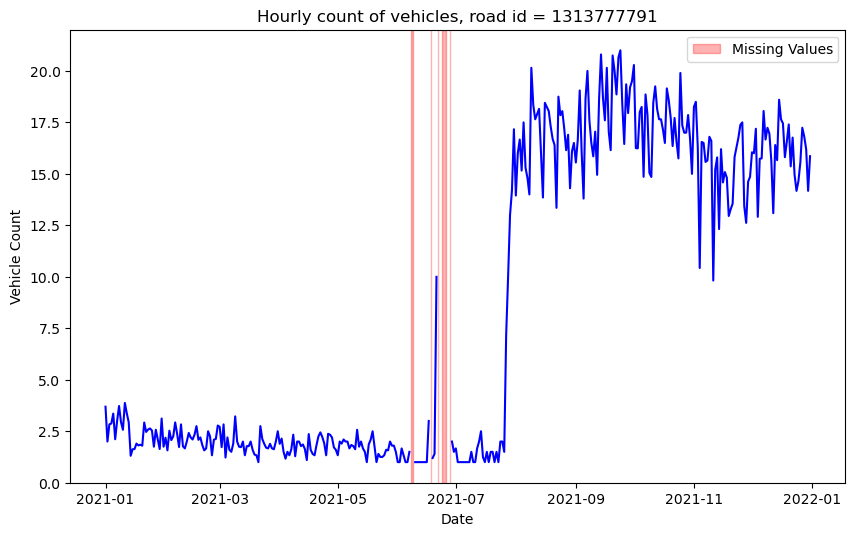 Hourly count of vehicles, road id = 1313777791
Missing Values
Vehicle Count
20.0
17.5
15.0
12.5
10.0
7.5
5.0
2.5
0.0
2021-01 2021-03 2021-05 2021-07 2021-09 2021-11 2022-01
Date